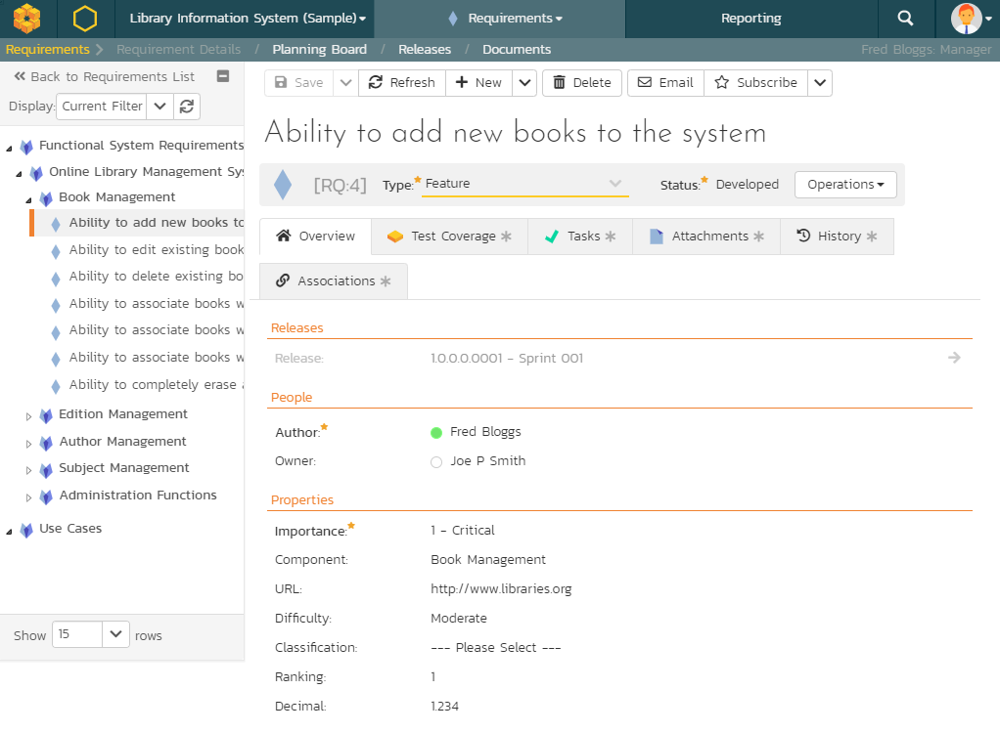 Library Information System (Sample)
Requirements
Reporting
Requirements
Requirement Details / Planning Board / Releases / Documents
Fred Bloggs: Manager
Back to Requirements List
Display: Current Filter
Functional System Requirements
Online Library Management Sy
Book Management
Ability to add new books to
Ability to edit existing book
Ability to delete existing bo
Ability to associate books w
Ability to associate books w
Ability to associate books w
Ability to completely erase
Edition Management
Author Management
Subject Management
Administration Functions
Use Cases
Show 15 rows
Save Refresh New Delete Email Subscribe
Ability to add new books to the system
[RQ:4] Type: Feature Status: Developed Operations
Overview Test Coverage Tasks Attachments History
Associations
Releases
Release: 1.0.0.0.0001 - Sprint 001
People
Author: Fred Bloggs
Owner: Joe P Smith
Properties
Importance: 1 - Critical
Component: Book Management
URL: http://www.libraries.org
Difficulty: Moderate
Classification: --- Please Select ---
Ranking: 1
Decimal: 1.234